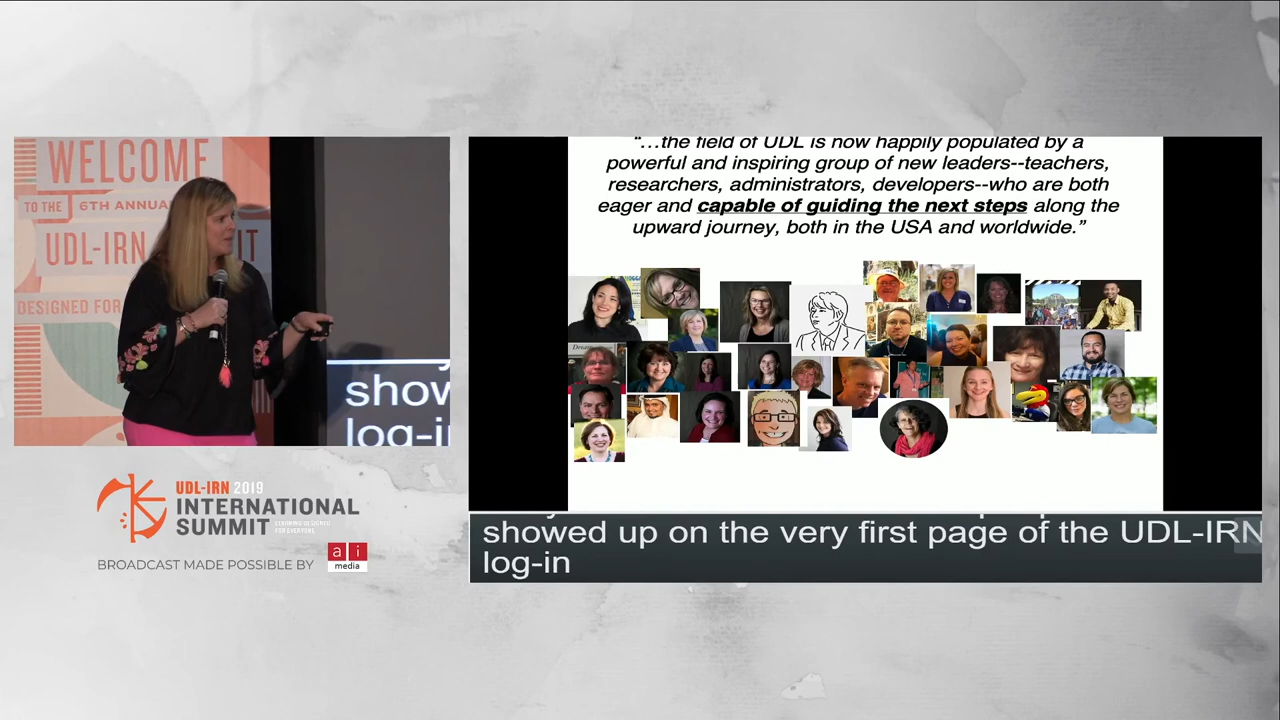 WELCOME
TO THE 6TH ANNUA
UDL-IRN
IT
DESIGNED FOR
show
log-i
UDL-IRN 2019
INTERNATIONAL
SUMMIT
LEARNING DESIGNED
FOR EVERYONE
BROADCAST MADE POSSIBLE BY
a i
media
“…the field of UDL is now happily populated by a
powerful and inspiring group of new leaders--teachers,
researchers, administrators, developers--who are both
eager and capable of guiding the next steps along the
upward journey, both in the USA and worldwide.”
showed up on the very first page of the UDL-IRN
log-in